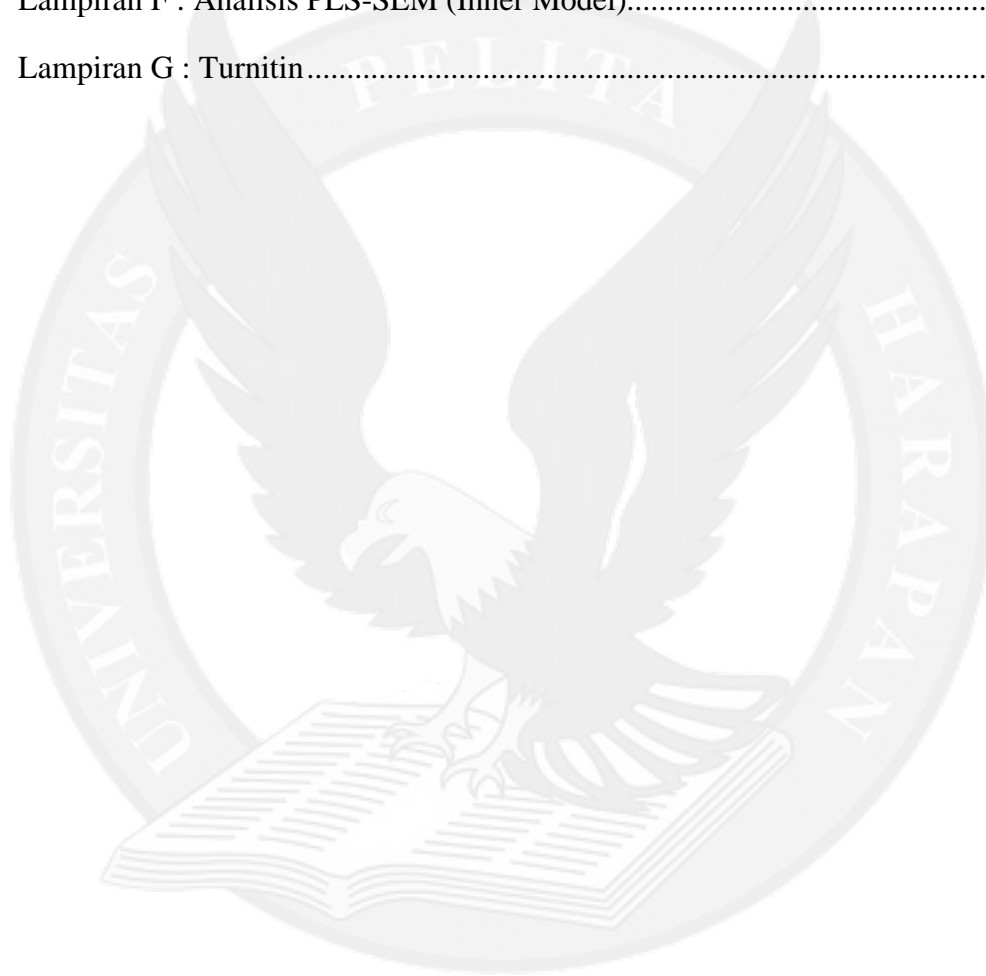 Lampiran F : Analisis PLS-SEM (Inner Model)......................................
Lampiran G : Turnitin........................................................................
UNIVERSITAS PELITA HARAPAN